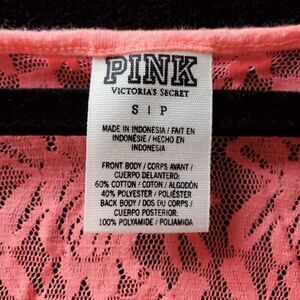 PINK
VICTORIA'S SECRET
S | P
MADE IN INDONESIA / FAIT EN
INDONÉSIE / HECHO EN
INDONESIA
FRONT BODY / CORPS AVANT /
CUERPO DELANTERO:
60% COTTON / COTON / ALGODÓN
40% POLYESTER / POLIÉSTER
BACK BODY / DOS DU CORPS /
CUERPO POSTERIOR:
100% POLYAMIDE / POLIAMIDA